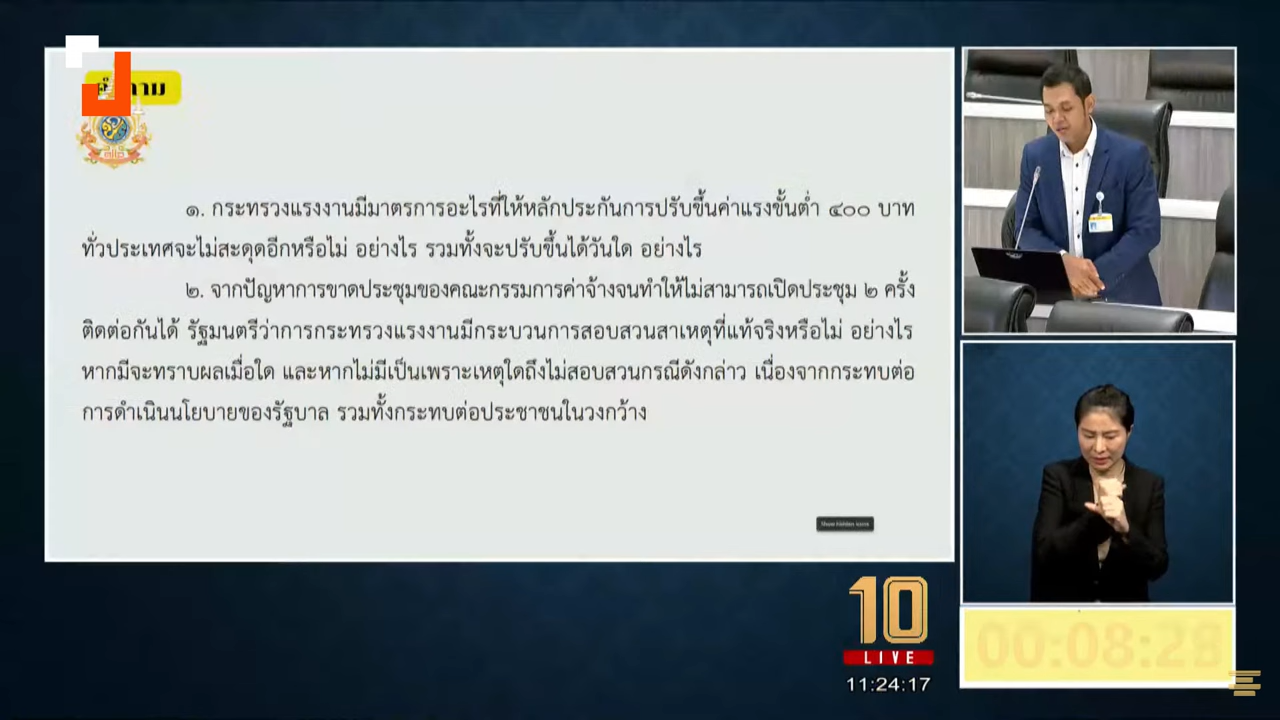 ๑. กระทรวงแรงงานมีมาตรการอะไรที่ให้หลักประกันการปรับขึ้นค่าแรงขั้นต่ำ ๔๐๐ บาท
ทั่วประเทศจะไม่สะดุดอีกหรือไม่ อย่างไร รวมทั้งจะปรับขึ้นได้วันใด อย่างไร
๒. จากปัญหาการขาดประชุมของคณะกรรมการค่าจ้างจนทำให้ไม่สามารถเปิดประชุม ๒ ครั้ง
ติดต่อกันได้ รัฐมนตรีว่าการกระทรวงแรงงานมีกระบวนการสอบสวนสาเหตุที่แท้จริงหรือไม่ อย่างไร
หากมีจะทราบผลเมื่อใด และหากไม่มีเป็นเพราะเหตุใดถึงไม่สอบสวนกรณีดังกล่าว เนื่องจากกระทบต่อ
การดำเนินนโยบายของรัฐบาล รวมทั้งกระทบต่อประชาชนในวงกว้าง
Show hidden icons
10
LIVE
11:24:17
00:08:28